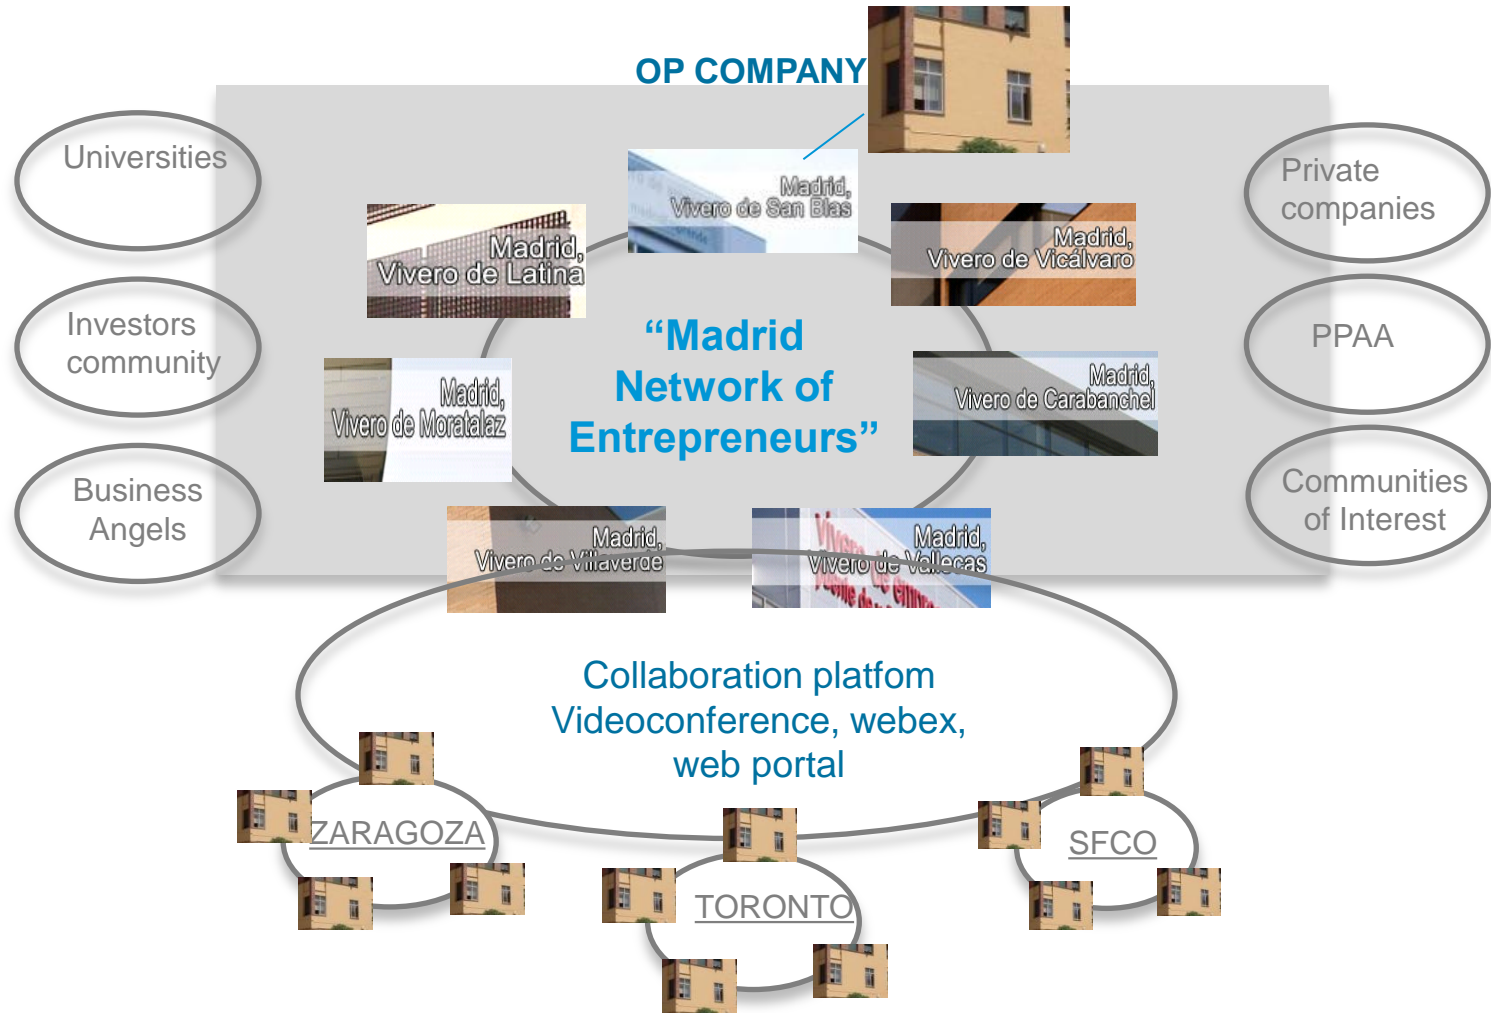 OP COMPANY
Universities
Investors
community
Business
Angels
Madrid,
Vivero de San Blas
Madrid,
Vivero de Latina
Madrid,
Vivero de Vicálvaro
Madrid,
Vivero de Moratalaz
Madrid,
Vivero de Carabanchel
“Madrid
Network of
Entrepreneurs”
Madrid,
Vivero de Villaverde
Madrid,
Vivero de Vallecas
Private
companies
PPAA
Communities
of Interest
Collaboration platfom
Videoconference, webex,
web portal
ZARAGOZA
TORONTO
SFCO